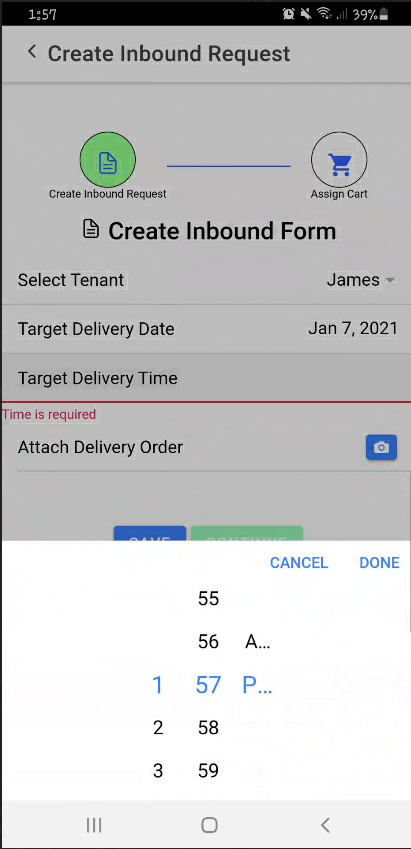 1:57 39%
Create Inbound Request
Create Inbound Request Assign Cart
Create Inbound Form
Select Tenant James
Target Delivery Date Jan 7, 2021
Target Delivery Time
Time is required
Attach Delivery Order
SAVE CONTINUE
CANCEL DONE
55
56 A...
1 57 P...
2 58
3 59